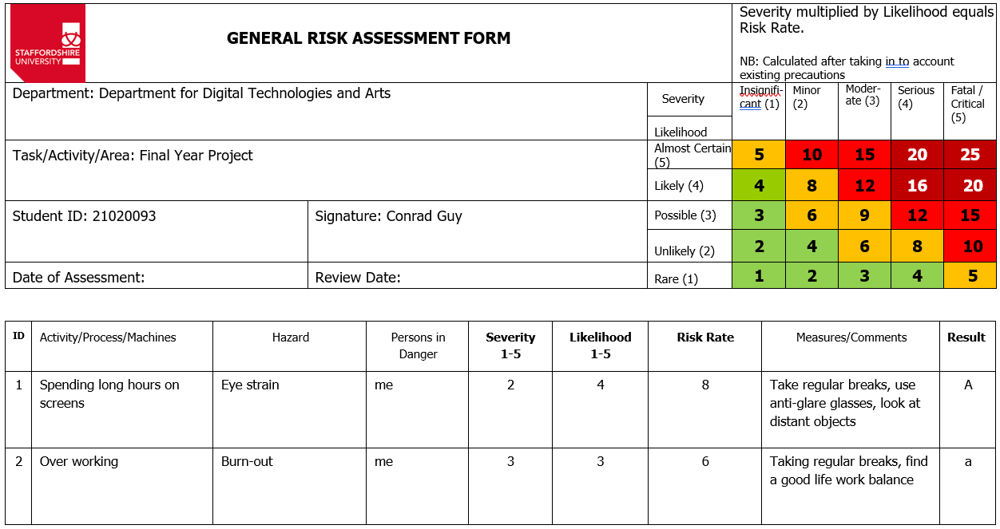 STAFFORDSHIRE
UNIVERSITY
GENERAL RISK ASSESSMENT FORM
Severity multiplied by Likelihood equals
Risk Rate.
NB: Calculated after taking in to account
existing precautions
Department: Department for Digital Technologies and Arts
Severity
Likelihood
Insignifi-
cant (1)
Minor
(2)
Moder-
ate (3)
Serious
(4)
Fatal /
Critical
(5)
Task/Activity/Area: Final Year Project
Almost Certain
(5)
5 10 15 20 25
Likely (4) 4 8 12 16 20
Student ID: 21020093 Signature: Conrad Guy
Possible (3) 3 6 9 12 15
Unlikely (2) 2 4 6 8 10
Date of Assessment: Review Date:
Rare (1) 1 2 3 4 5
ID
Activity/Process/Machines
Hazard
Persons in
Danger
Severity
1-5
Likelihood
1-5
Risk Rate
Measures/Comments
Result
1
Spending long hours on
screens
Eye strain
me
2
4
8
Take regular breaks, use
anti-glare glasses, look at
distant objects
A
2
Over working
Burn-out
me
3
3
6
Taking regular breaks, find
a good life work balance
a